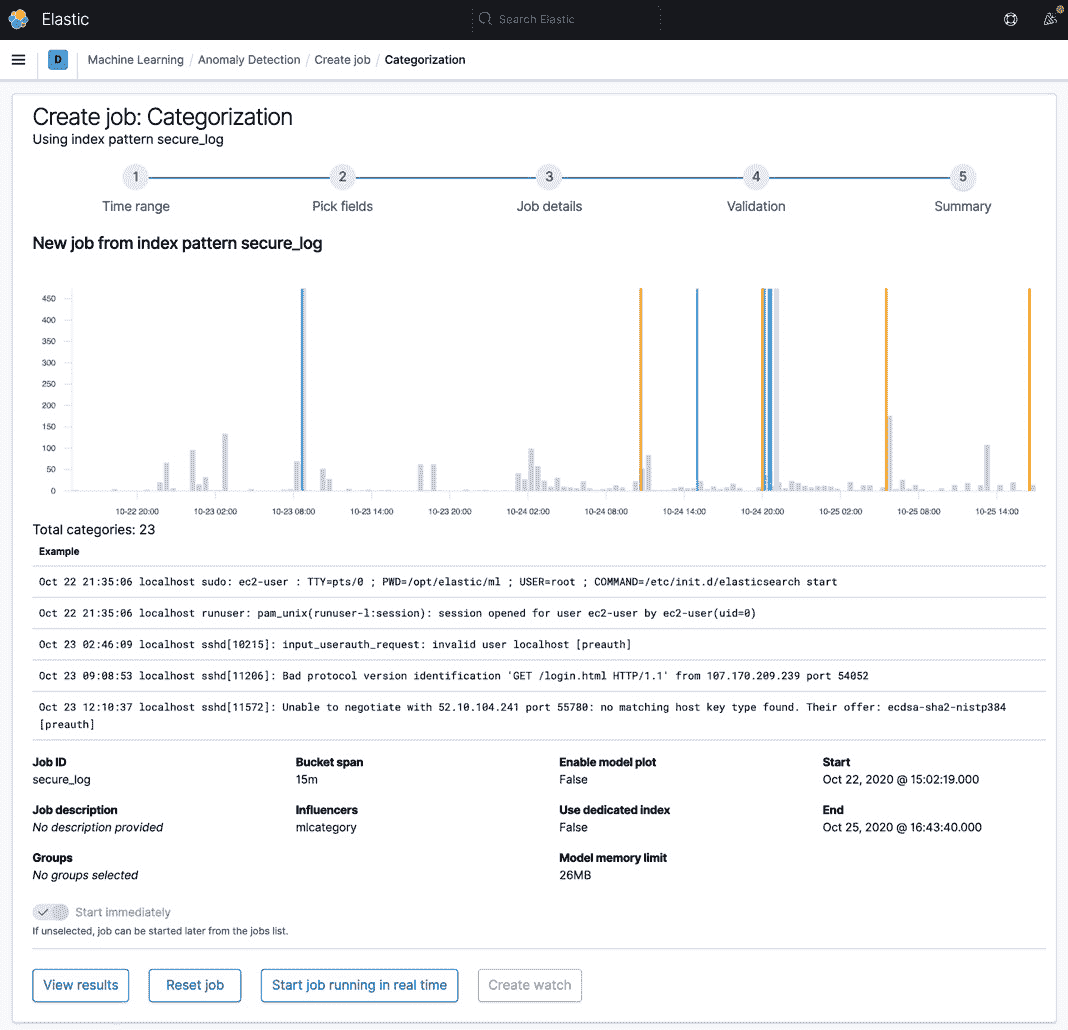 Elastic
Search Elastic
D
Machine Learning / Anomaly Detection / Create job / Categorization
Create job: Categorization
Using index pattern secure_log
1 2 3 4 5
Time range Pick fields Job details Validation Summary
New job from index pattern secure_log
450
400
350
300
250
200
150
100
50
0
10-22 20:00 10-23 02:00 10-23 08:00 10-23 14:00 10-23 20:00 10-24 02:00 10-24 08:00 10-24 14:00 10-24 20:00 10-25 02:00 10-25 08:00 10-25 14:00
Total categories: 23
Example
Oct 22 21:35:06 localhost sudo: ec2-user : TTY=pts/0 ; PWD=/opt/elastic/ml ; USER=root ; COMMAND=/etc/init.d/elasticsearch start
Oct 22 21:35:06 localhost runuser: pam_unix(runuser-l:session): session opened for user ec2-user by ec2-user(uid=0)
Oct 23 02:46:09 localhost sshd[10215]: input_userauth_request: invalid user localhost [preauth]
Oct 23 09:08:53 localhost sshd[11206]: Bad protocol version identification 'GET /login.html HTTP/1.1' from 107.170.209.239 port 54052
Oct 23 12:10:37 localhost sshd[11572]: Unable to negotiate with 52.10.104.241 port 55780: no matching host key type found. Their offer: ecdsa-sha2-nistp384
[preauth]
Job ID Bucket span Enable model plot Start
secure_log 15m False Oct 22, 2020 @ 15:02:19.000
Job description Influencers Use dedicated index End
No description provided mlcategory False Oct 25, 2020 @ 16:43:40.000
Groups Model memory limit
No groups selected 26MB
Start immediately
If unselected, job can be started later from the jobs list.
View results Reset job Start job running in real time Create watch